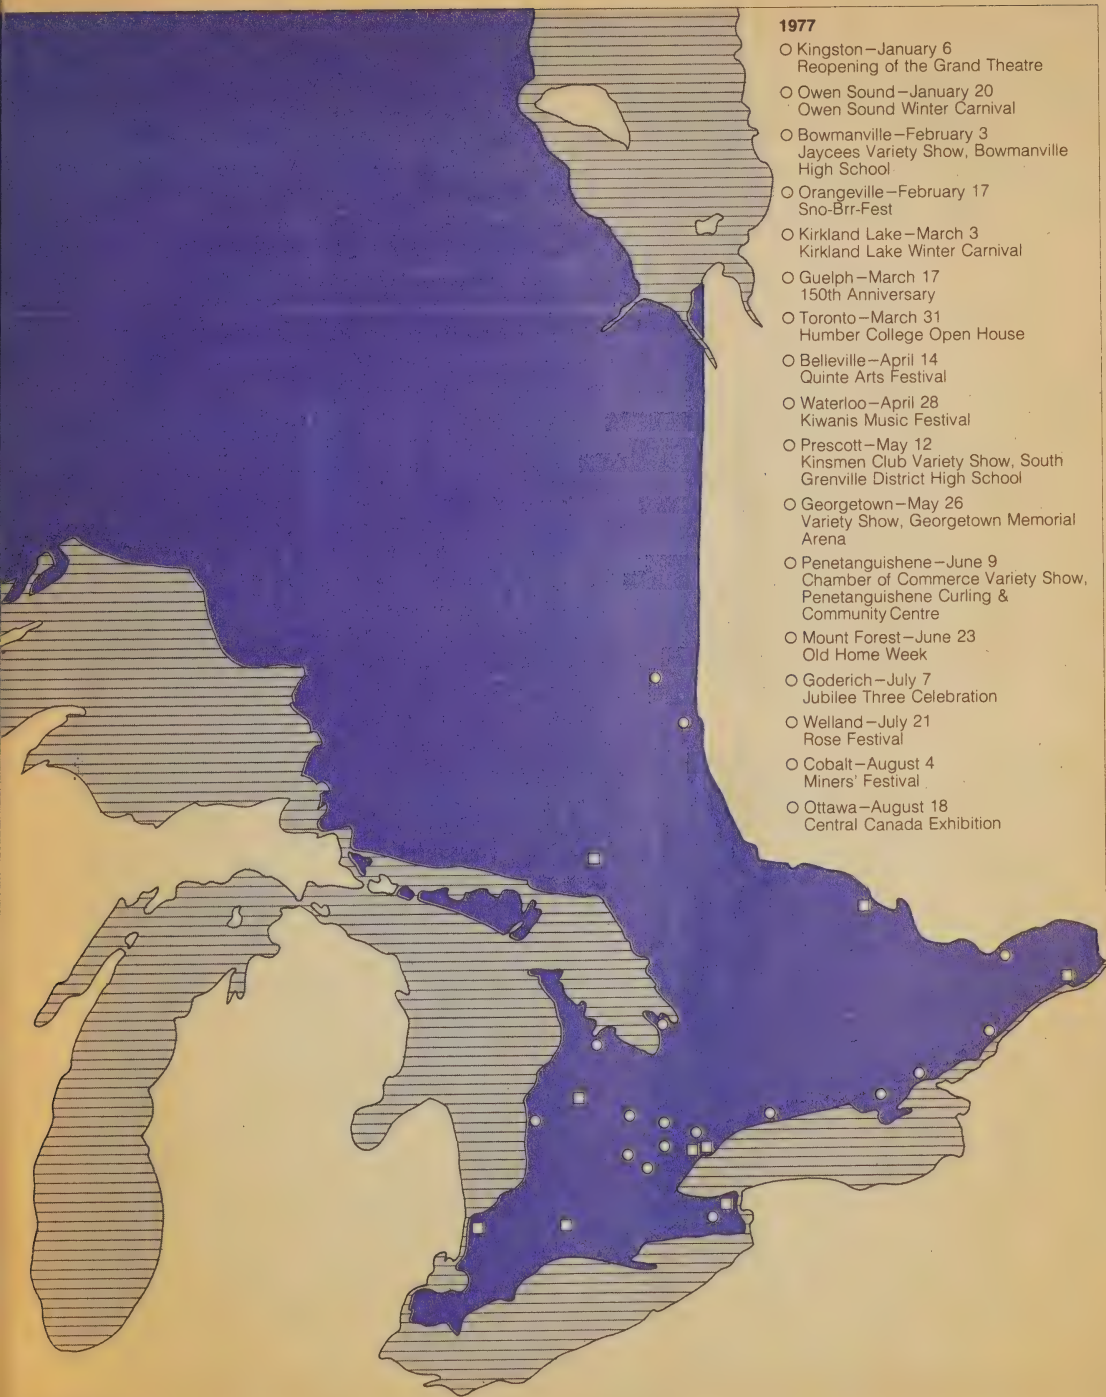 1977
○ Kingston—January 6
Reopening of the Grand Theatre
○ Owen Sound—January 20
Owen Sound Winter Carnival
○ Bowmanville—February 3
Jaycees Variety Show, Bowmanville
High School
○ Orangeville—February 17
Sno-Brr-Fest
○ Kirkland Lake—March 3
Kirkland Lake Winter Carnival
○ Guelph—March 17
150th Anniversary
○ Toronto—March 31
Humber College Open House
○ Belleville—April 14
Quinte Arts Festival
○ Waterloo—April 28
Kiwanis Music Festival
○ Prescott—May 12
Kinsmen Club Variety Show, South
Grenville District High School
○ Georgetown—May 26
Variety Show, Georgetown Memorial
Arena
○ Penetanguishene—June 9
Chamber of Commerce Variety Show,
Penetanguishene Curling &
Community Centre
○ Mount Forest—June 23
Old Home Week
○ Goderich—July 7
Jubilee Three Celebration
○ Welland—July 21
Rose Festival
○ Cobalt—August 4
Miners' Festival
○ Ottawa—August 18
Central Canada Exhibition